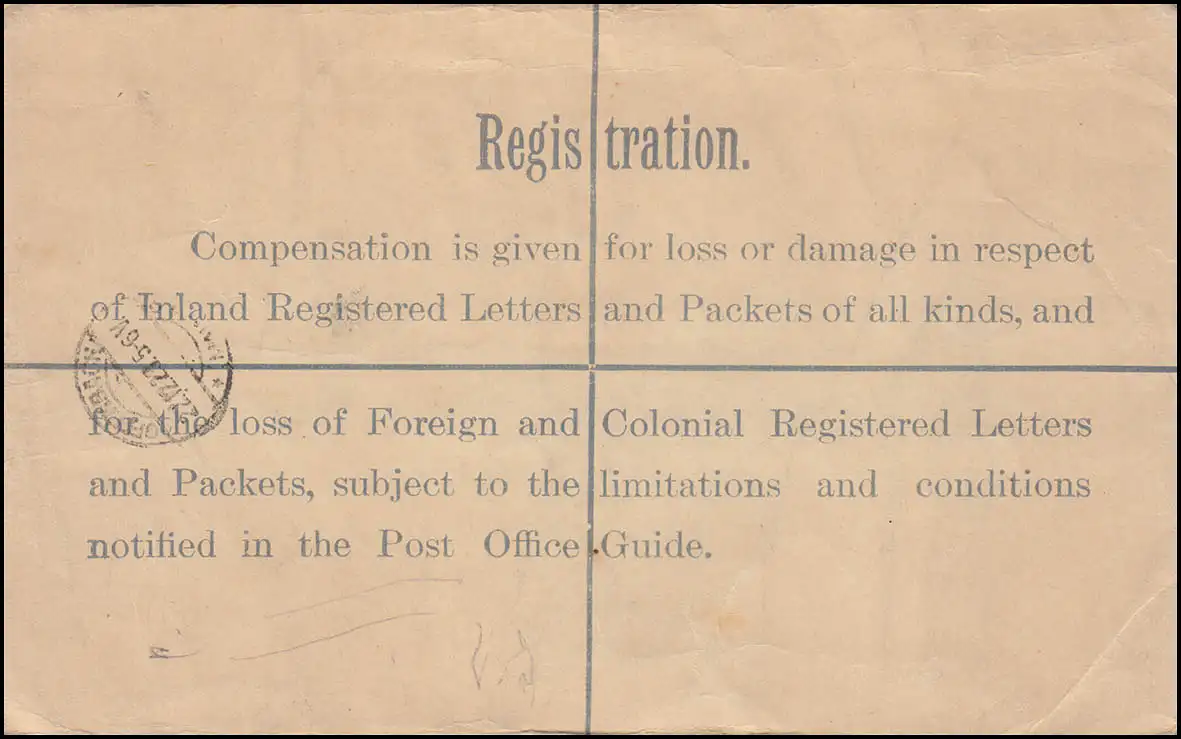 Registration.
Compensation is given for loss or damage in respect
of Inland Registered Letters and Packets of all kinds, and
for the loss of Foreign and Colonial Registered Letters
and Packets, subject to the limitations and conditions
notified in the Post Office Guide.